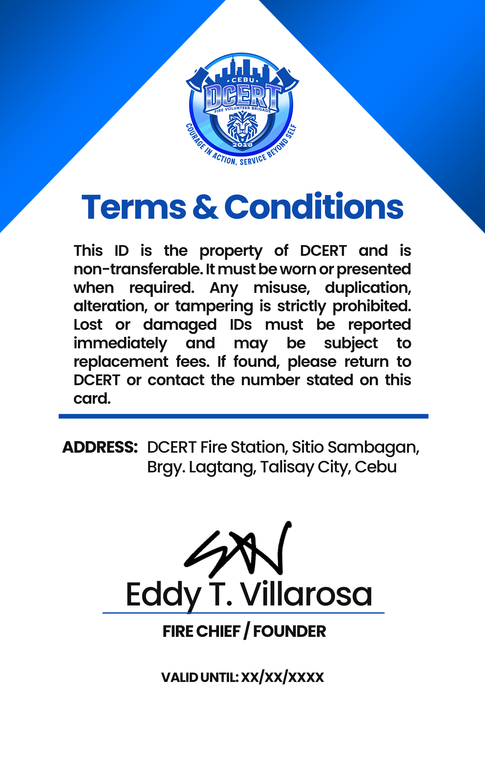 CEBU
DCERT
FIRE VOLUNTEER BRIGADE
2018
COURAGE IN ACTION, SERVICE BEYOND SELF
Terms & Conditions
This ID is the property of DCERT and is
non-transferable. It must be worn or presented
when required. Any misuse, duplication,
alteration, or tampering is strictly prohibited.
Lost or damaged IDs must be reported
immediately and may be subject to
replacement fees. If found, please return to
DCERT or contact the number stated on this
card.
ADDRESS: DCERT Fire Station, Sitio Sambagan,
Brgy. Lagtang, Talisay City, Cebu
Eddy T. Villarosa
FIRE CHIEF / FOUNDER
VALID UNTIL: XX/XX/XXXX